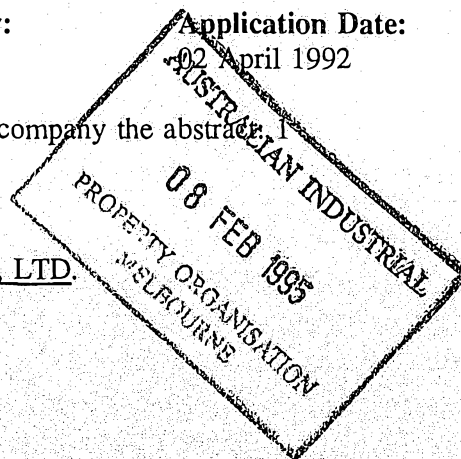 : Application Date:
02 April 1992
company the abstract: 1
LTD.
AUSTRALIAN INDUSTRIAL
08 FEB 1995
PROPERTY ORGANISATION
MELBOURNE